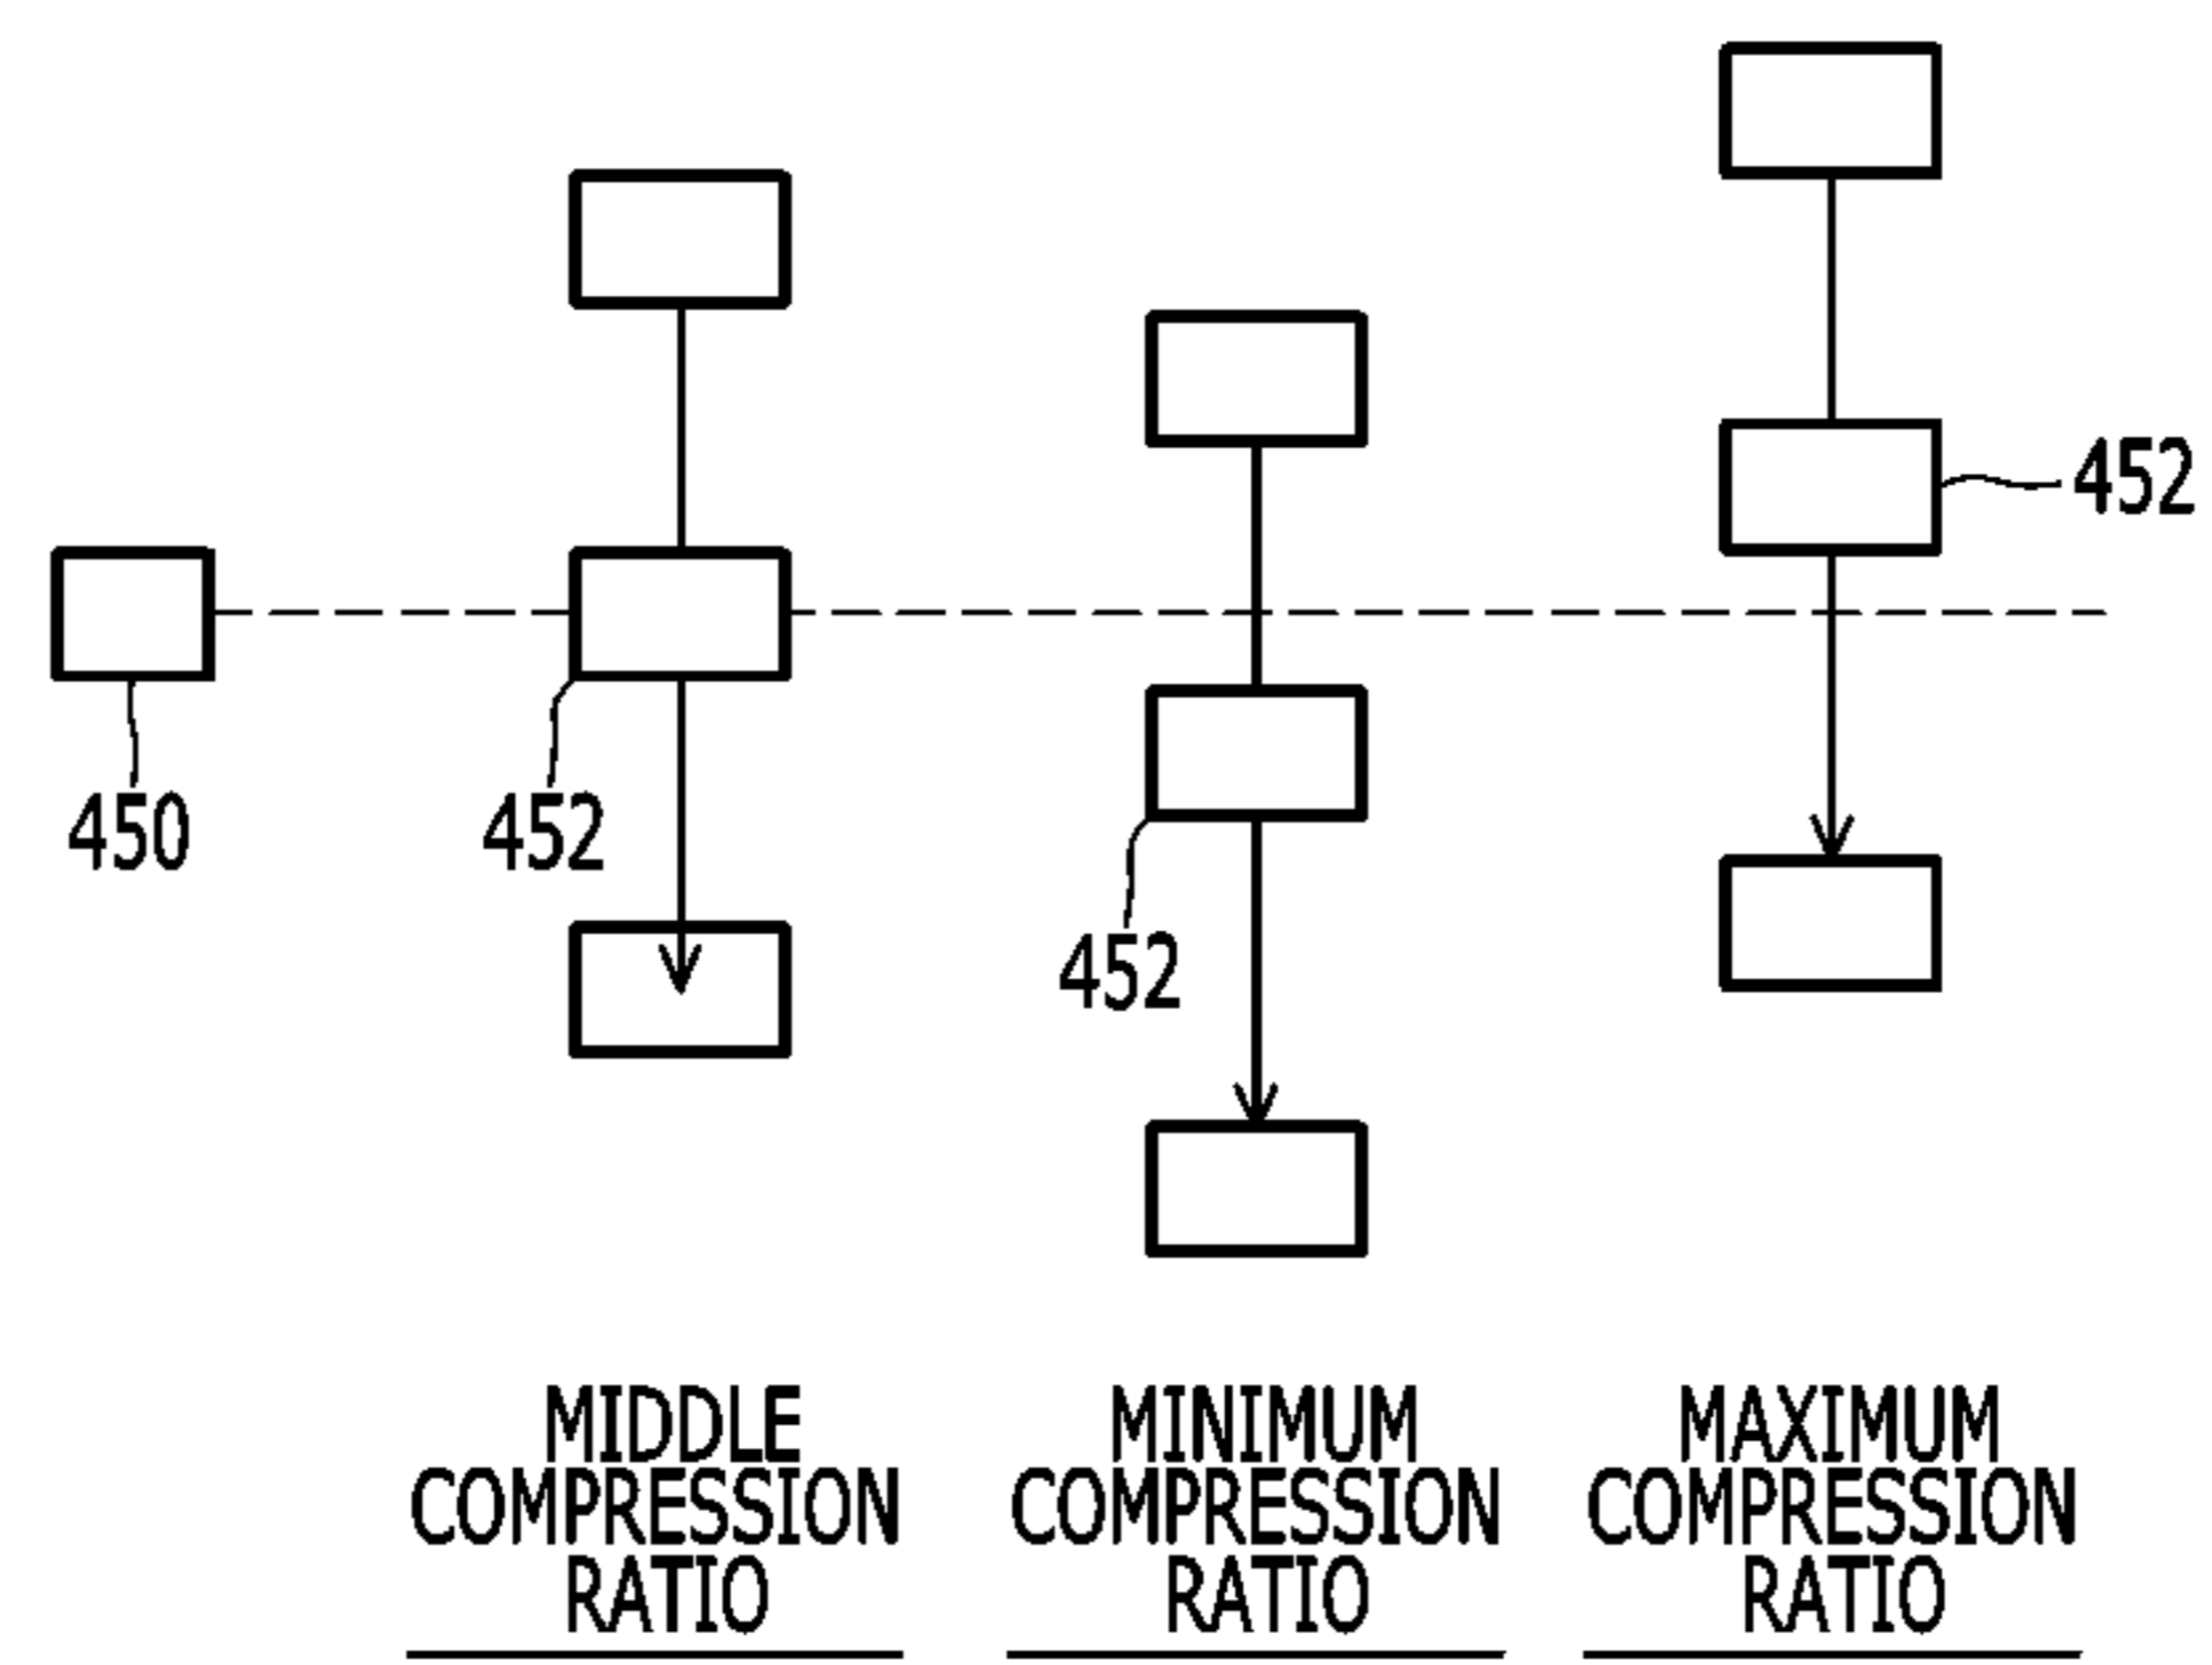 452
450
452
452
MIDDLE
COMPRESSION
RATIO
MINIMUM
COMPRESSION
RATIO
MAXIMUM
COMPRESSION
RATIO